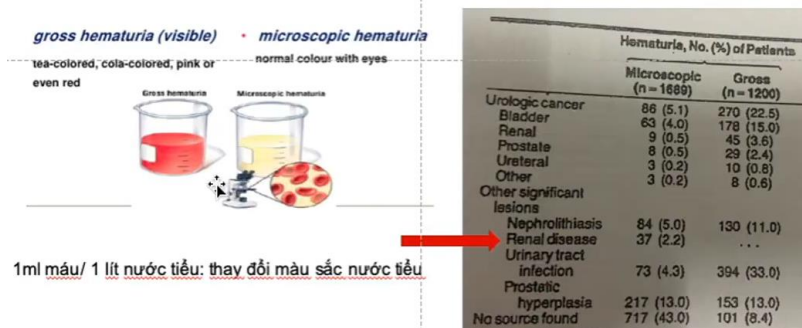 gross hematuria (visible)
• microscopic hematuria
tea-colored, cola-colored, pink or
even red
normal colour with eyes
Gross hematuria
Microscopic hematuria
1ml máu/ 1 lít nước tiểu: thay đổi màu sắc nước tiểu
Hematuria, No. (%) of Patients
Microscopic Gross
(n=1689) (n=1200)
Urologic cancer 86 (5.1) 270 (22.5)
Bladder 63 (4.0) 178 (15.0)
Renal 9 (0.5) 45 (3.6)
Prostate 8 (0.5) 29 (2.4)
Ureteral 3 (0.2) 10 (0.8)
Other 3 (0.2) 8 (0.6)
Other significant
lesions
Nephrolithiasis 84 (5.0) 130 (11.0)
Renal disease 37 (2.2) ...
Urinary tract
infection 73 (4.3) 394 (33.0)
Prostatic
hyperplasia 217 (13.0) 153 (13.0)
No source found 717 (43.0) 101 (8.4)